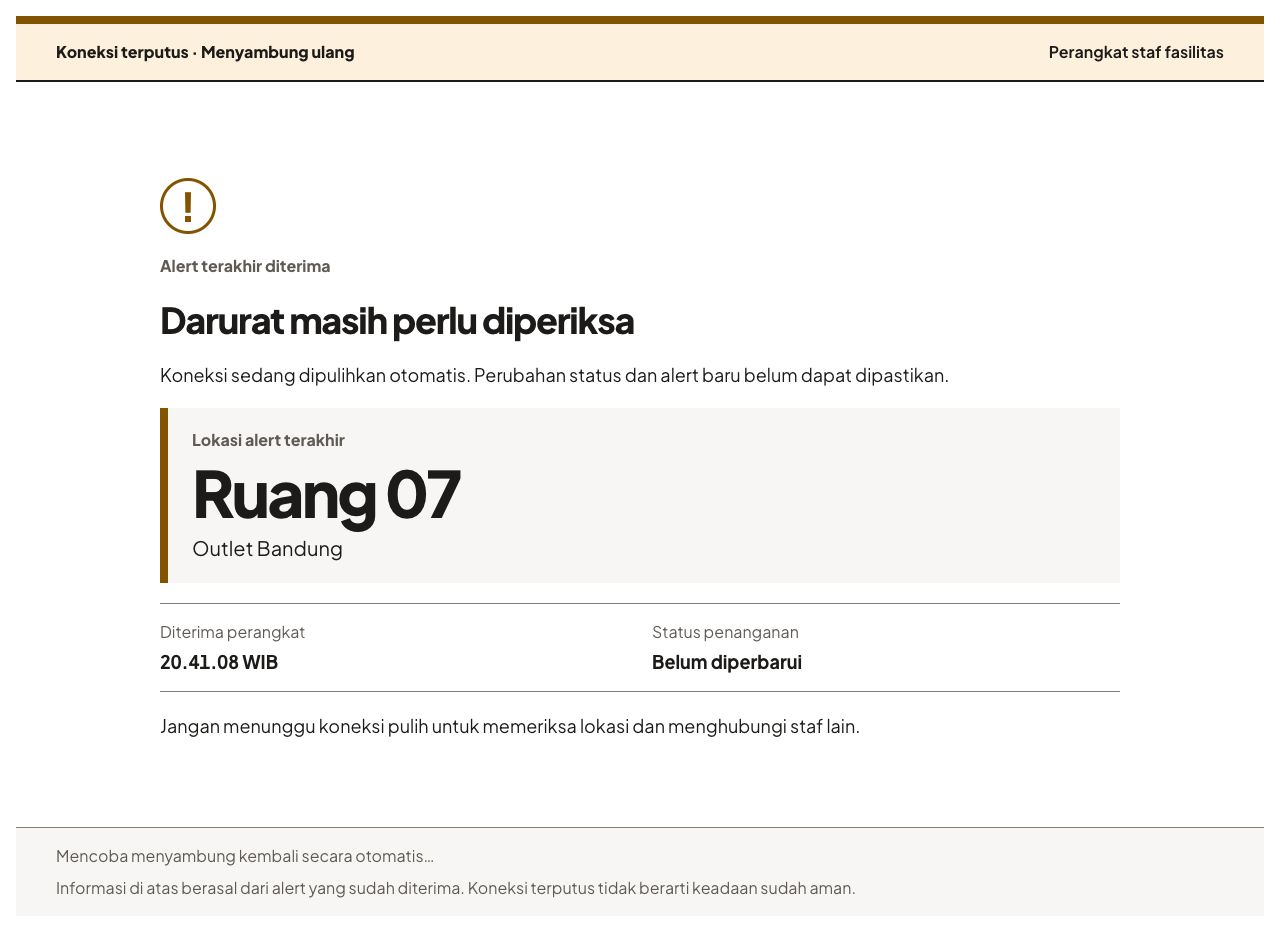 Koneksi terputus · Menyambung ulang
Perangkat staf fasilitas
!
Alert terakhir diterima
Darurat masih perlu diperiksa
Koneksi sedang dipulihkan otomatis. Perubahan status dan alert baru belum dapat dipastikan.
Lokasi alert terakhir
Ruang 07
Outlet Bandung
Diterima perangkat
20.41.08 WIB
Status penanganan
Belum diperbarui
Jangan menunggu koneksi pulih untuk memeriksa lokasi dan menghubungi staf lain.
Mencoba menyambung kembali secara otomatis…
Informasi di atas berasal dari alert yang sudah diterima. Koneksi terputus tidak berarti keadaan sudah aman.